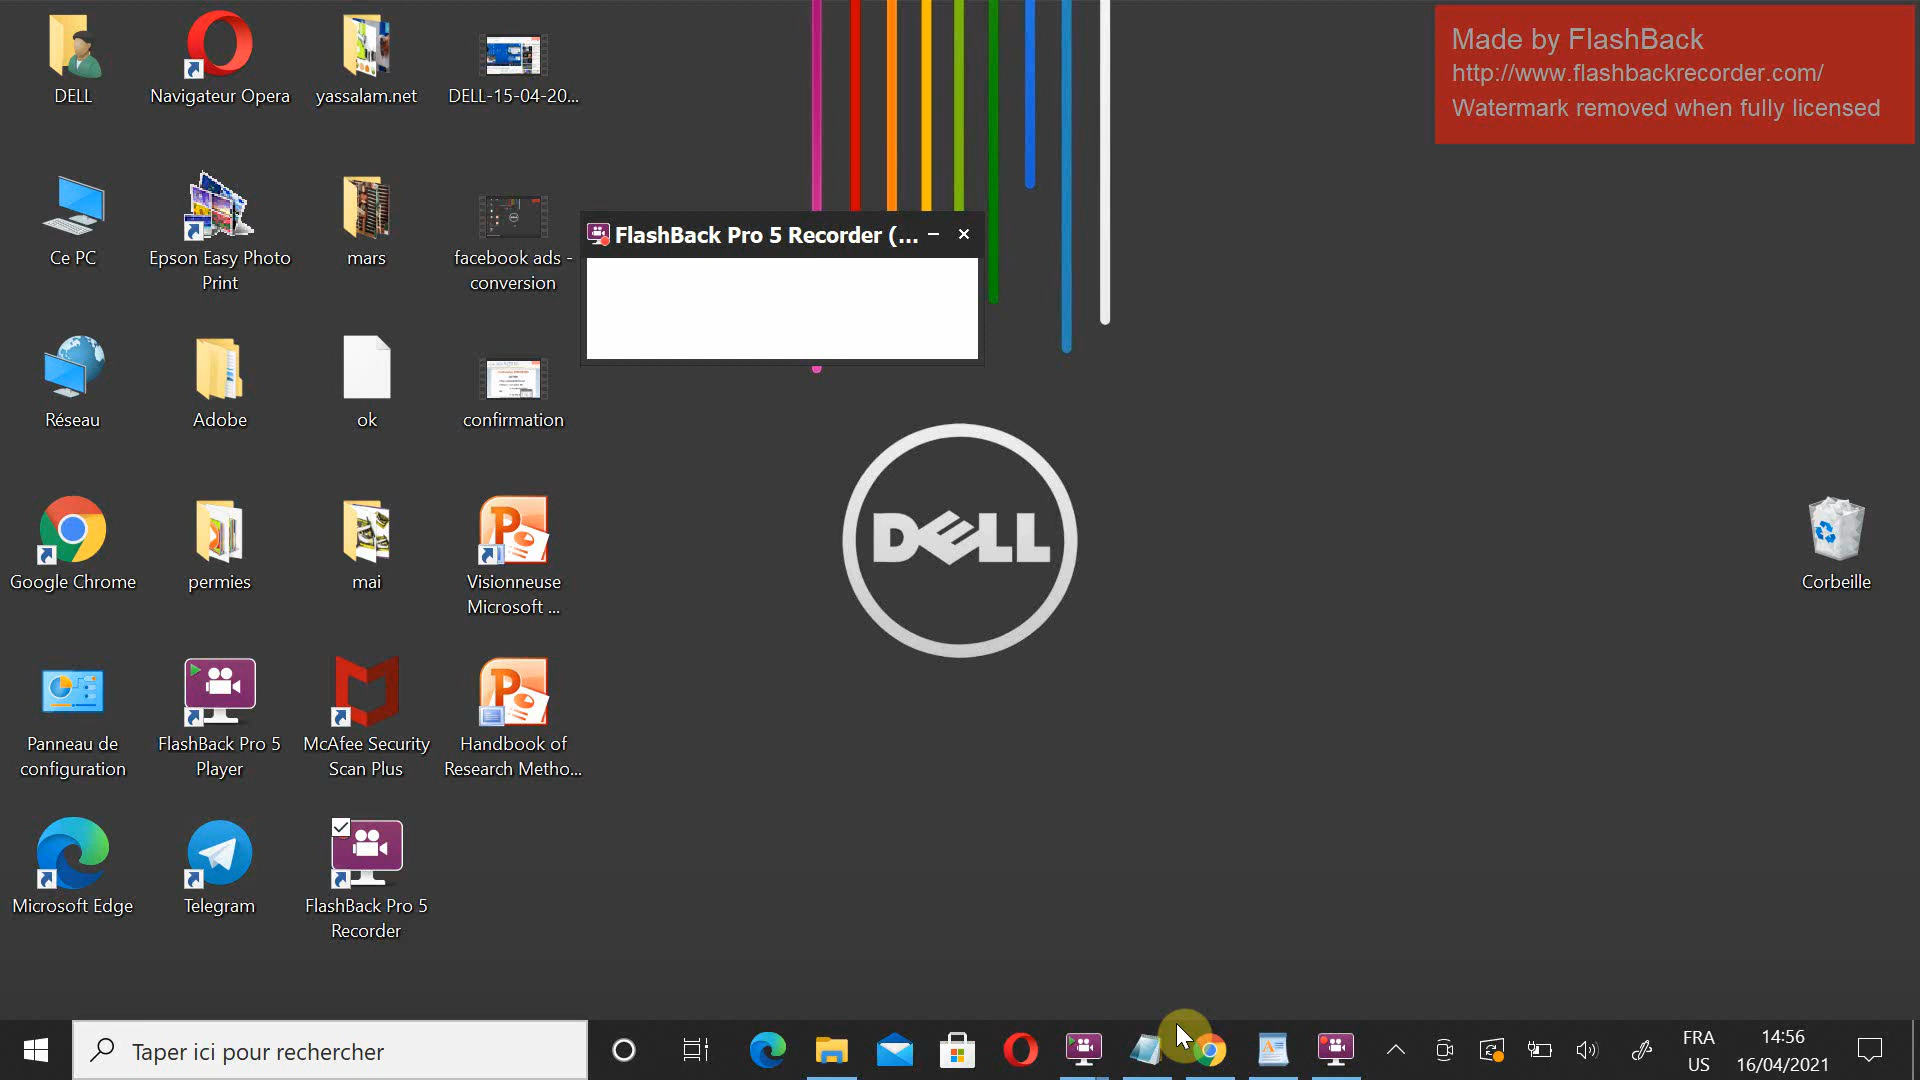 DELL
Navigateur Opera
yassalam.net
DELL-15-04-20...
Made by FlashBack
http://www.flashbackrecorder.com/
Watermark removed when fully licensed
Ce PC
Epson Easy Photo
Print
mars
facebook ads -
conversion
FlashBack Pro 5 Recorder (...
Réseau
Adobe
ok
confirmation
DELL
Google Chrome
permies
mai
Visionneuse
Microsoft ...
Corbeille
Panneau de
configuration
FlashBack Pro 5
Player
McAfee Security
Scan Plus
Handbook of
Research Metho...
Microsoft Edge
Telegram
FlashBack Pro 5
Recorder
Taper ici pour rechercher
FRA
US
14:56
16/04/2021